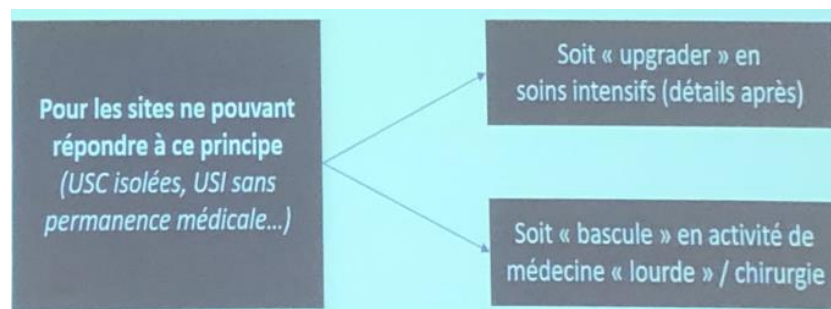 Pour les sites ne pouvant
répondre à ce principe
(USC isolées, USI sans
permanence médicale...)
Soit « upgrader » en
soins intensifs (détails après)
Soit « bascule » en activité de
médecine « lourde » / chirurgie